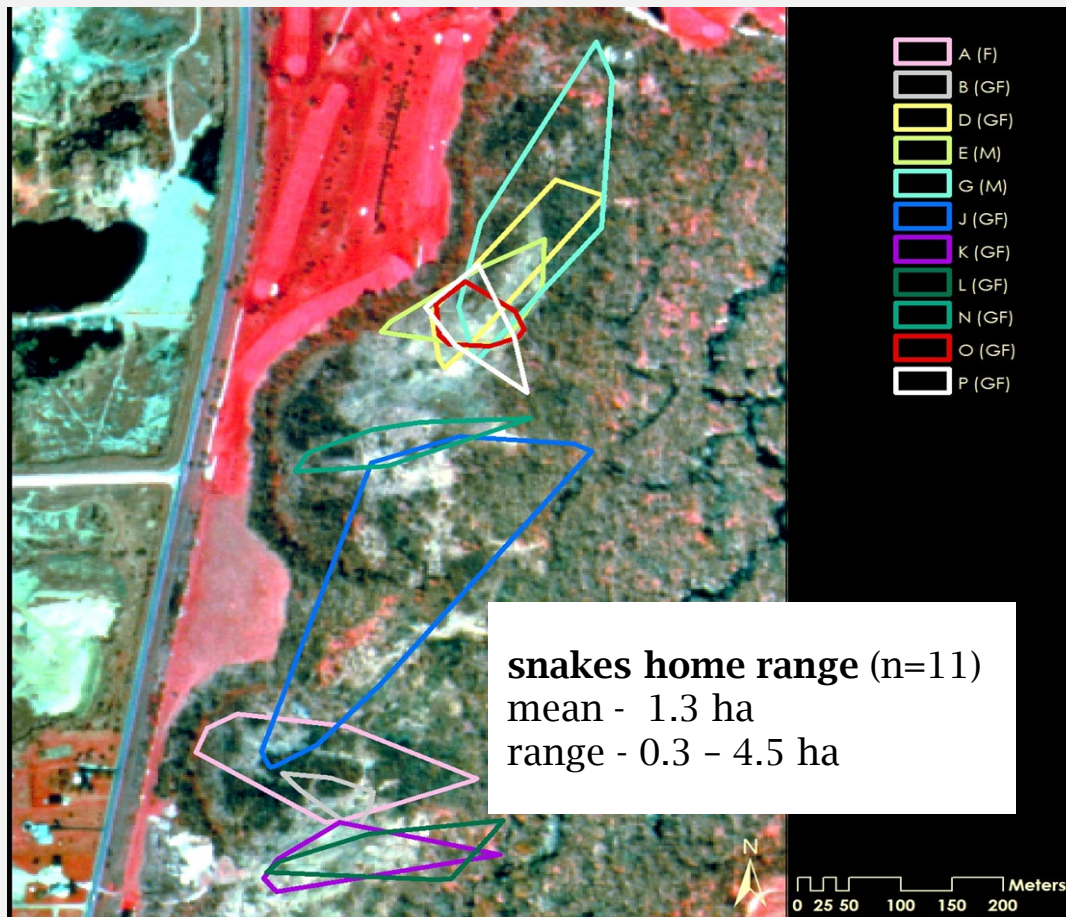 A (F)
B (GF)
D (GF)
E (M)
G (M)
J (GF)
K (GF)
L (GF)
N (GF)
O (GF)
P (GF)
snakes home range (n=11)
mean - 1.3 ha
range - 0.3 – 4.5 ha
N
Meters
0 25 50 100 150 200